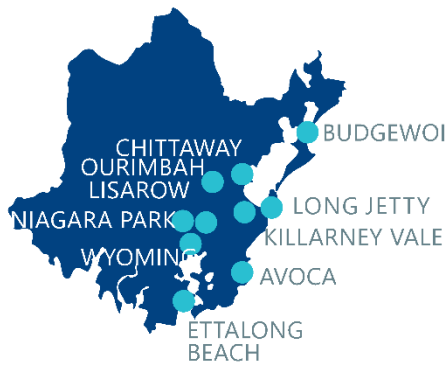 BUDGEWOI
CHITTAWAY
OURIMBAH
LISAROW
LONG JETTY
NIAGARA PARK
KILLARNEY VALE
WYOMING
AVOCA
ETTALONG
BEACH